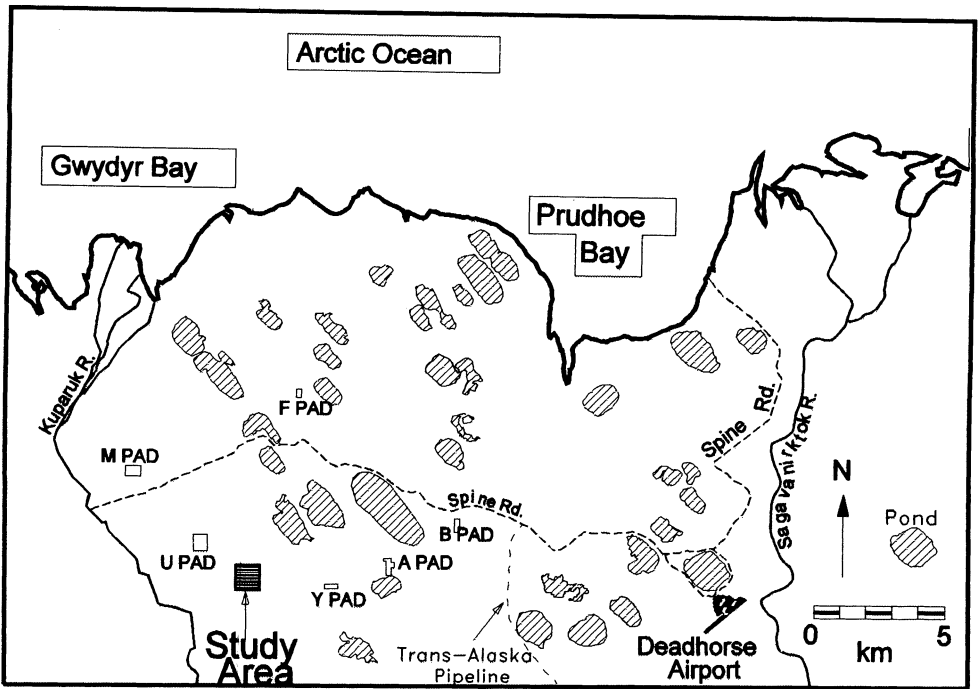 Arctic Ocean
Gwydyr Bay
Prudhoe
Bay
Kuparuk R.
F PAD
M PAD
Spine Rd.
Sagavanirktok R.
N
Spine Rd.
B PAD
Pond
U PAD
A PAD
Y PAD
Study
Area
Trans-Alaska
Pipeline
Deadhorse
Airport
0 5
km